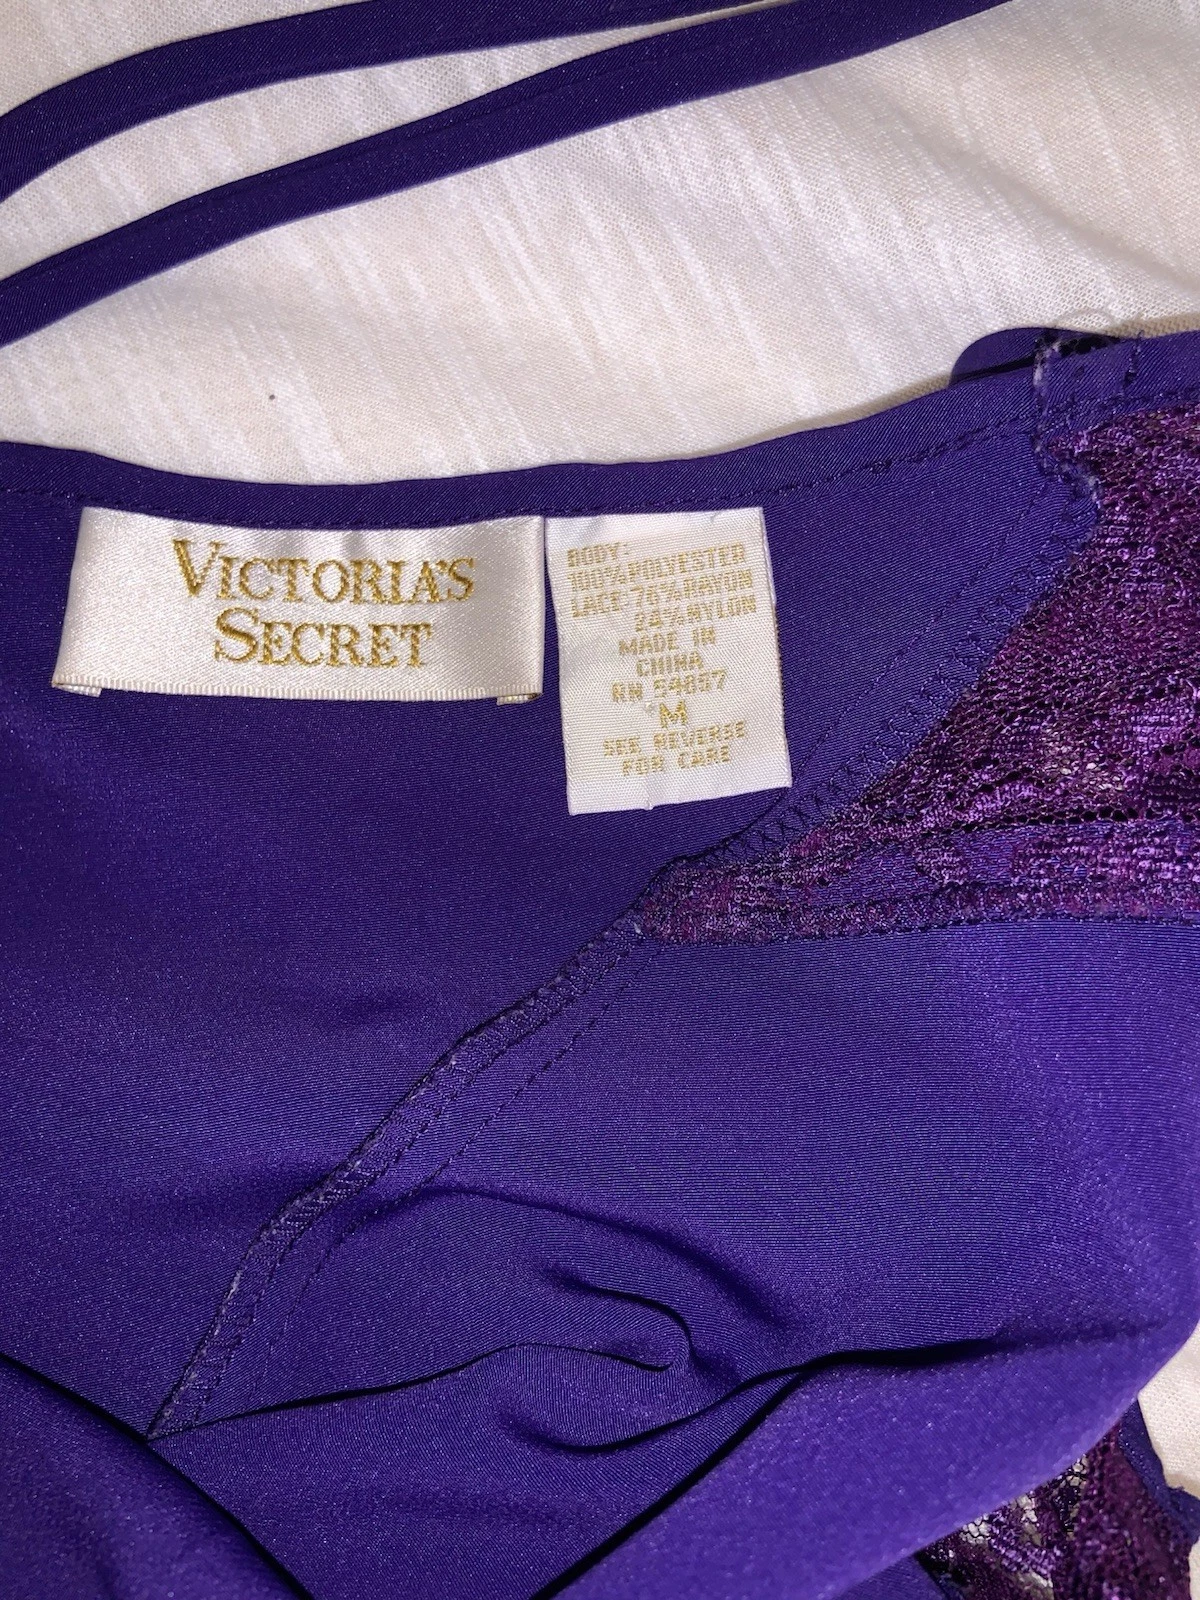 VICTORIA'S
SECRET
BODY:
100% POLYESTER
LACE-76% RAYON
24% NYLON
MADE IN
CHINA
RN 54867
M
SEE REVERSE
FOR CARE